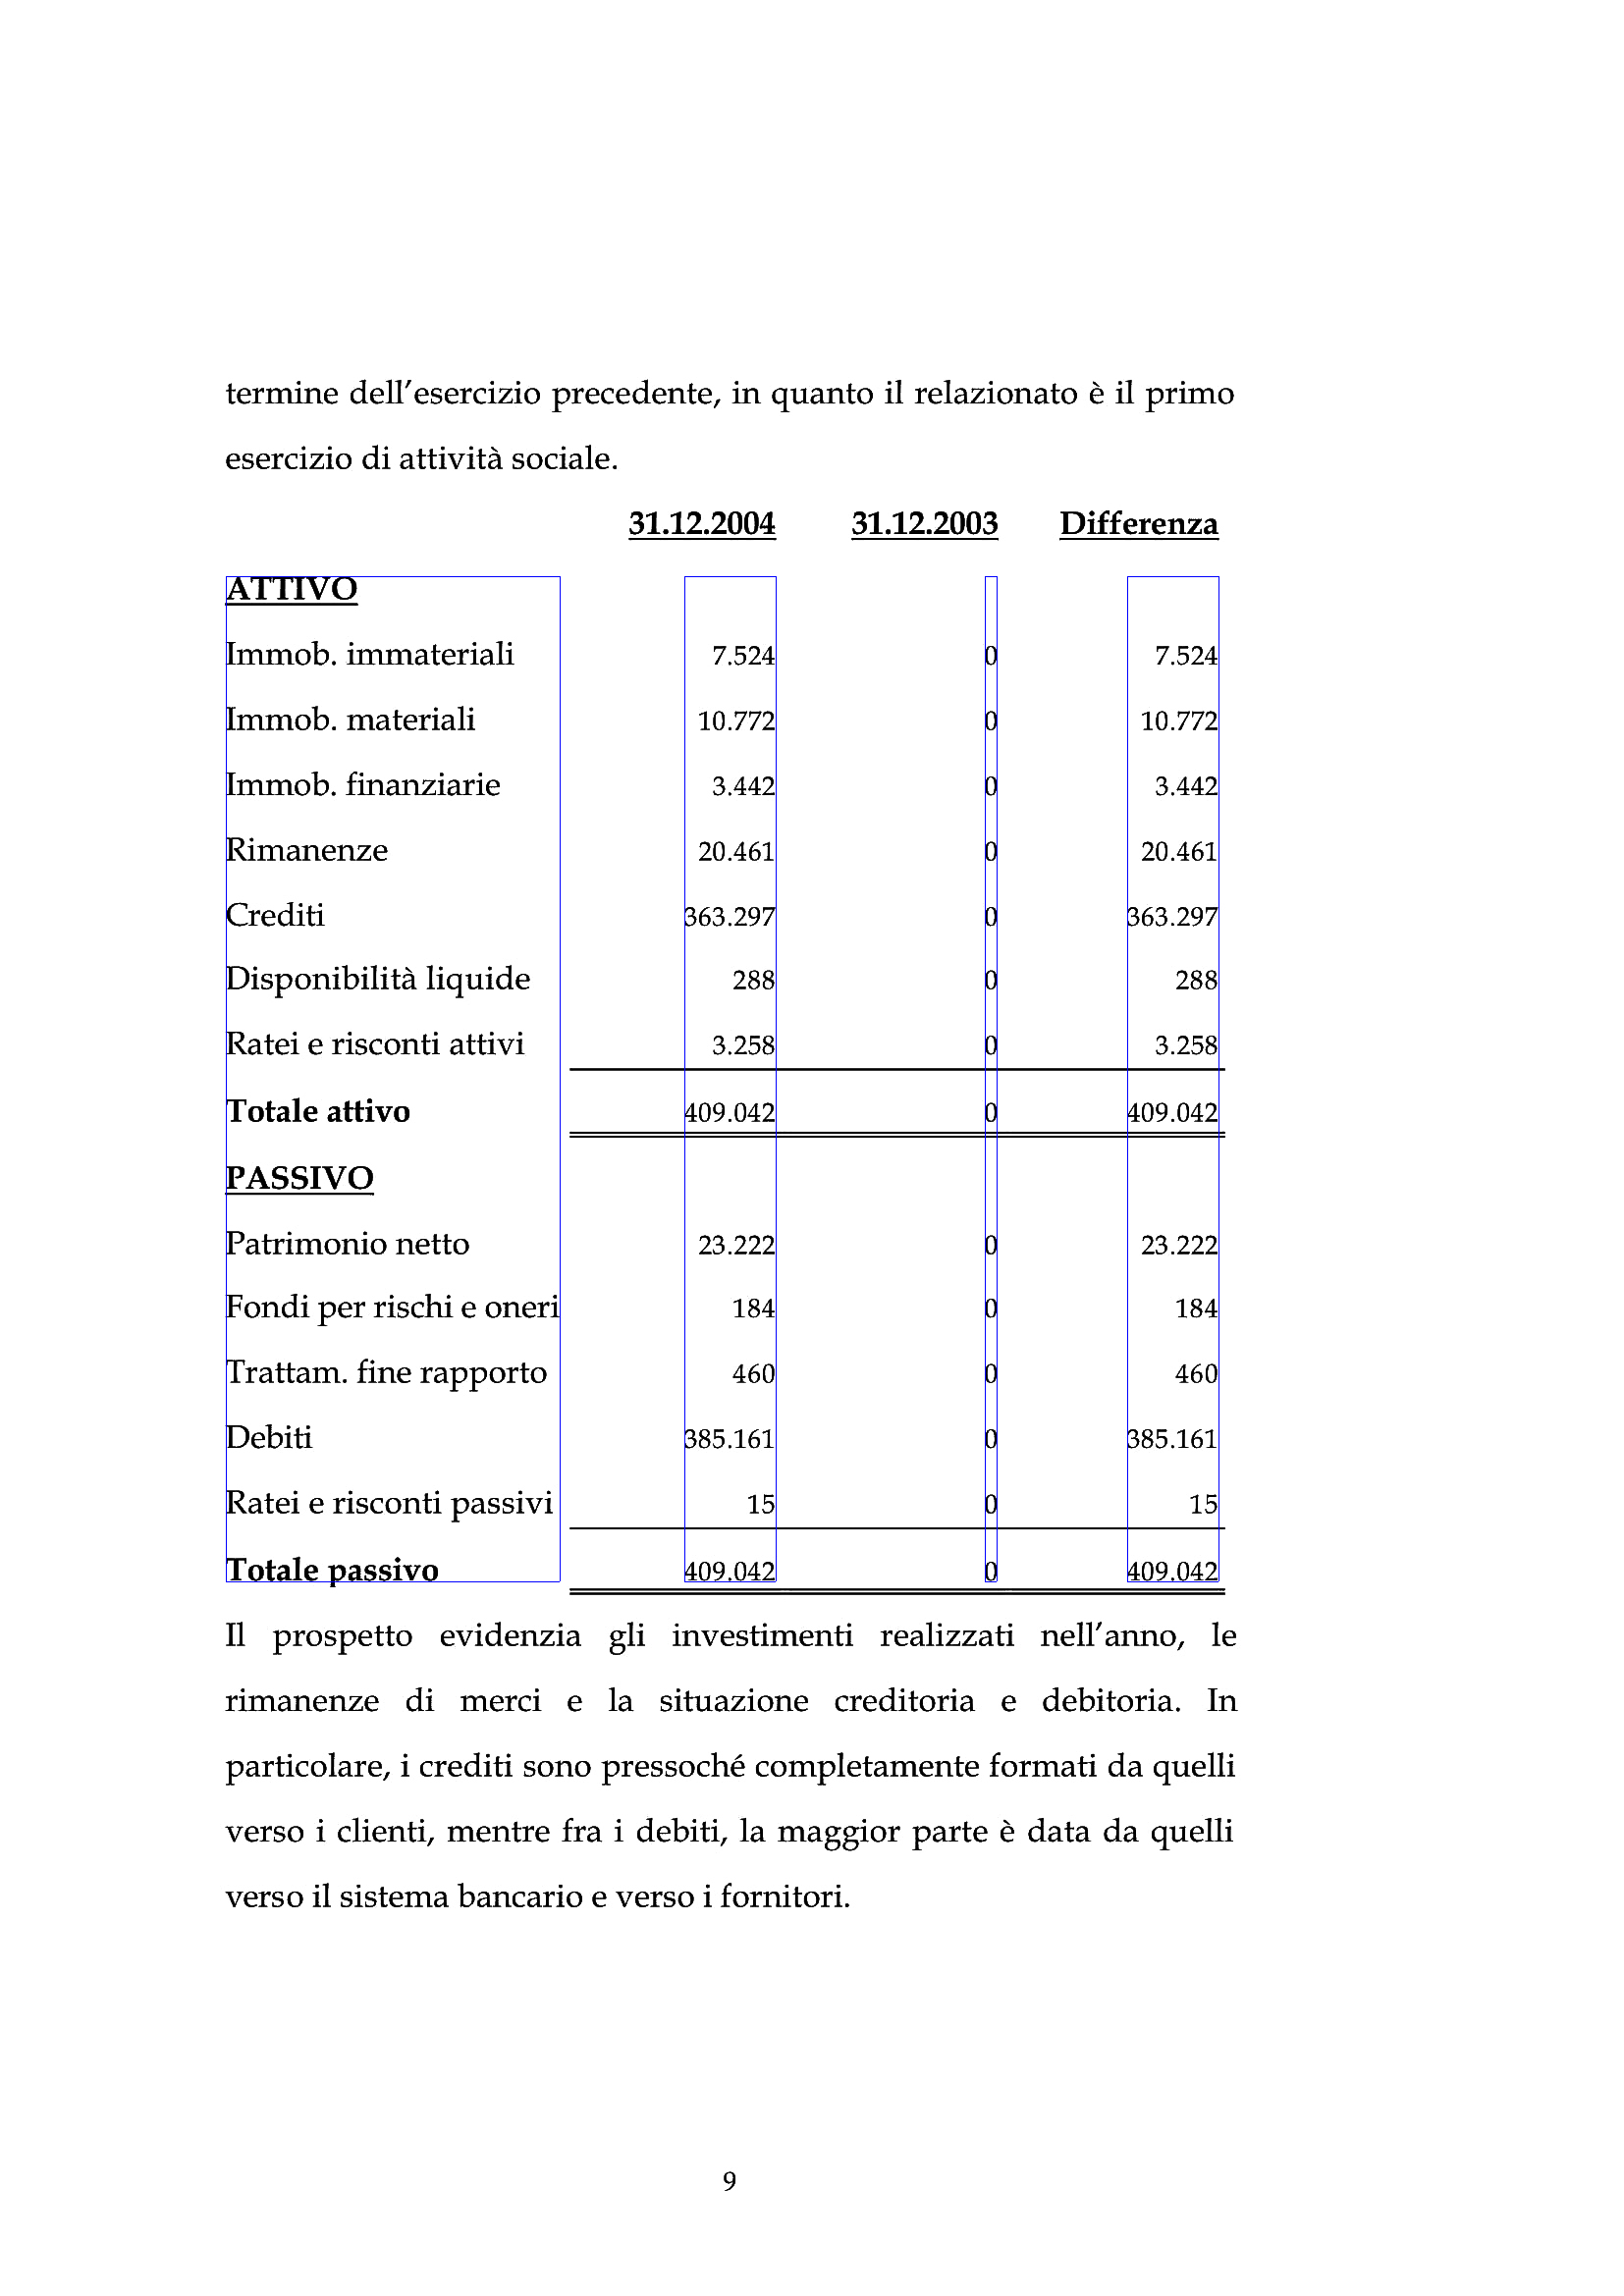 termine dell’esercizio precedente, in quanto il relazionato è il primo
esercizio di attività sociale.
31.12.2004 31.12.2003 Differenza
ATTIVO
Immob. immateriali 7.524 0 7.524
Immob. materiali 10.772 0 10.772
Immob. finanziarie 3.442 0 3.442
Rimanenze 20.461 0 20.461
Crediti 363.297 0 363.297
Disponibilità liquide 288 0 288
Ratei e risconti attivi 3.258 0 3.258
Totale attivo 409.042 0 409.042
PASSIVO
Patrimonio netto 23.222 0 23.222
Fondi per rischi e oneri 184 0 184
Trattam. fine rapporto 460 0 460
Debiti 385.161 0 385.161
Ratei e risconti passivi 15 0 15
Totale passivo 409.042 0 409.042
Il prospetto evidenzia gli investimenti realizzati nell’anno, le
rimanenze di merci e la situazione creditoria e debitoria. In
particolare, i crediti sono pressoché completamente formati da quelli
verso i clienti, mentre fra i debiti, la maggior parte è data da quelli
verso il sistema bancario e verso i fornitori.
9